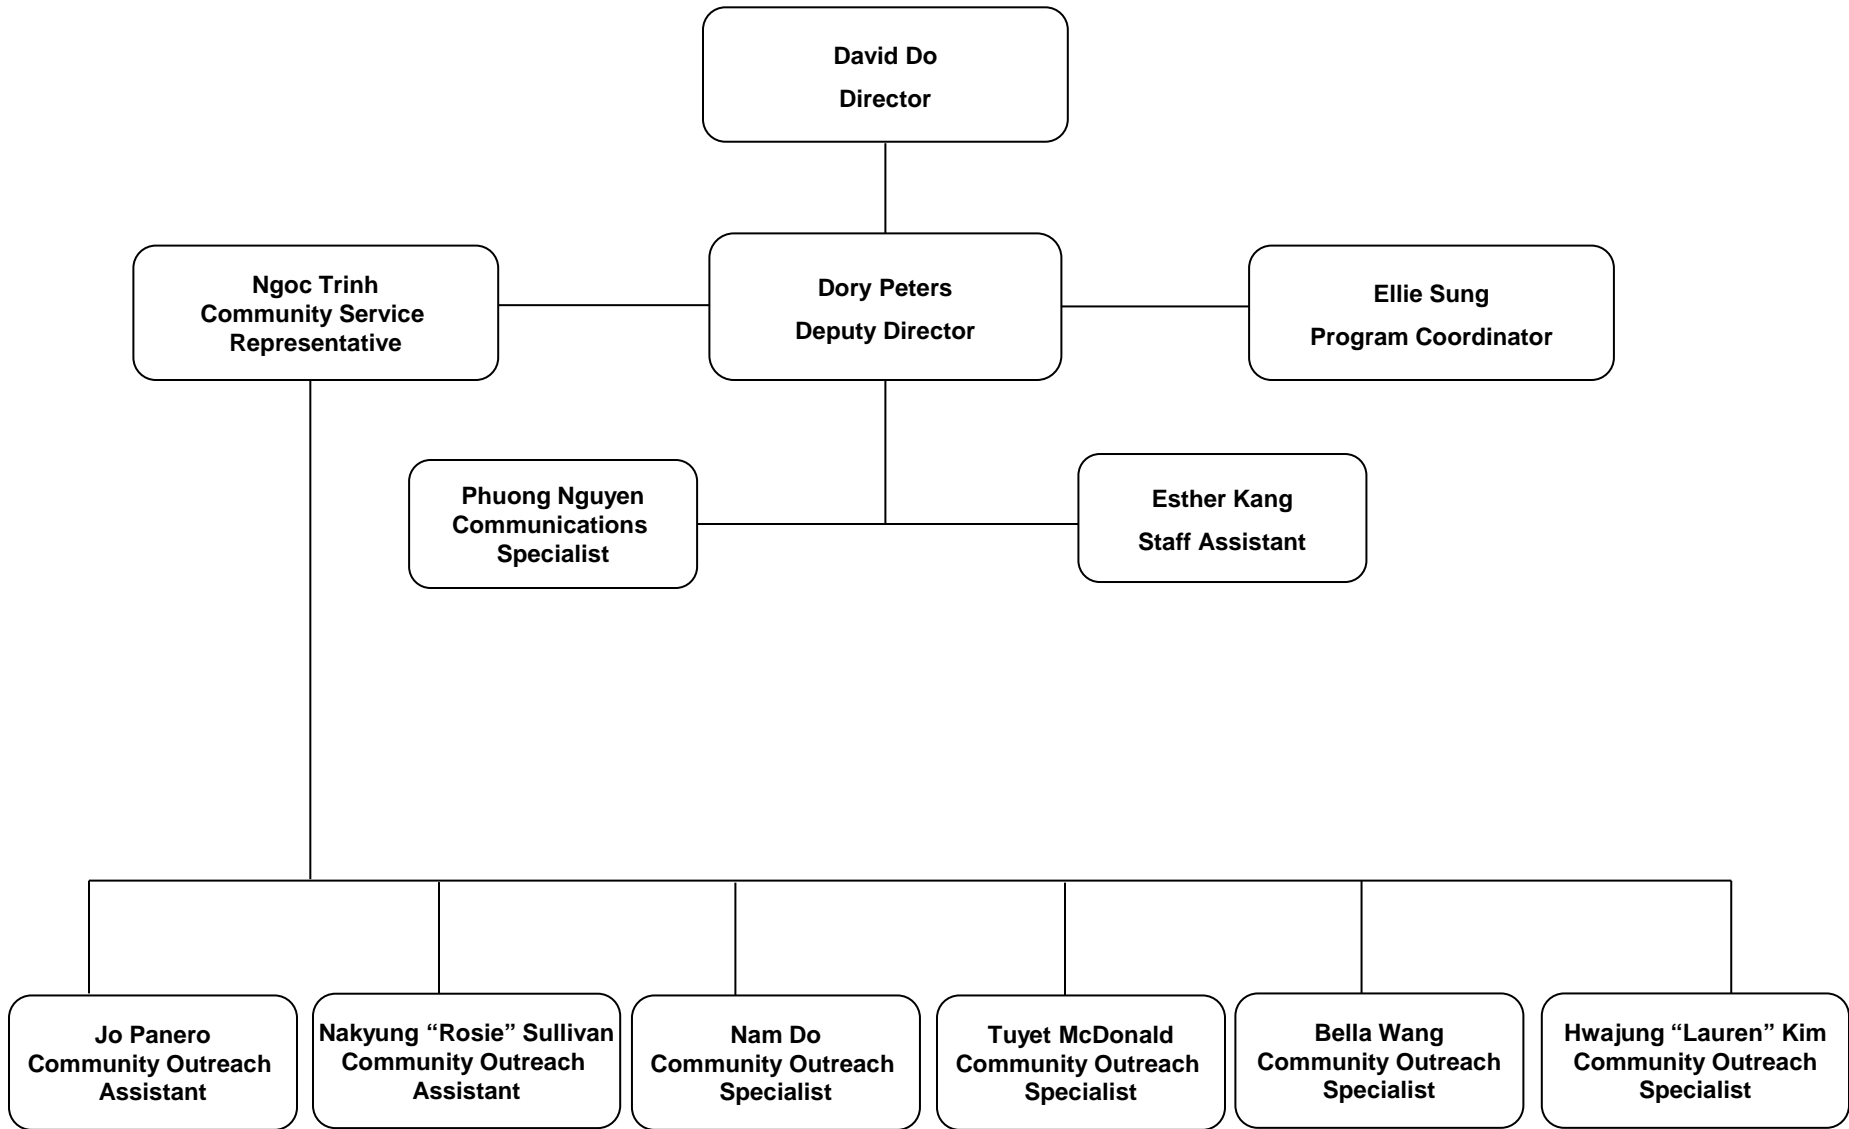 David Do
Director
Ngoc Trinh
Community Service
Representative
Dory Peters
Deputy Director
Ellie Sung
Program Coordinator
Phuong Nguyen
Communications
Specialist
Esther Kang
Staff Assistant
Jo Panero
Community Outreach
Assistant
Nakyung “Rosie” Sullivan
Community Outreach
Assistant
Nam Do
Community Outreach
Specialist
Tuyet McDonald
Community Outreach
Specialist
Bella Wang
Community Outreach
Specialist
Hwajung “Lauren” Kim
Community Outreach
Specialist